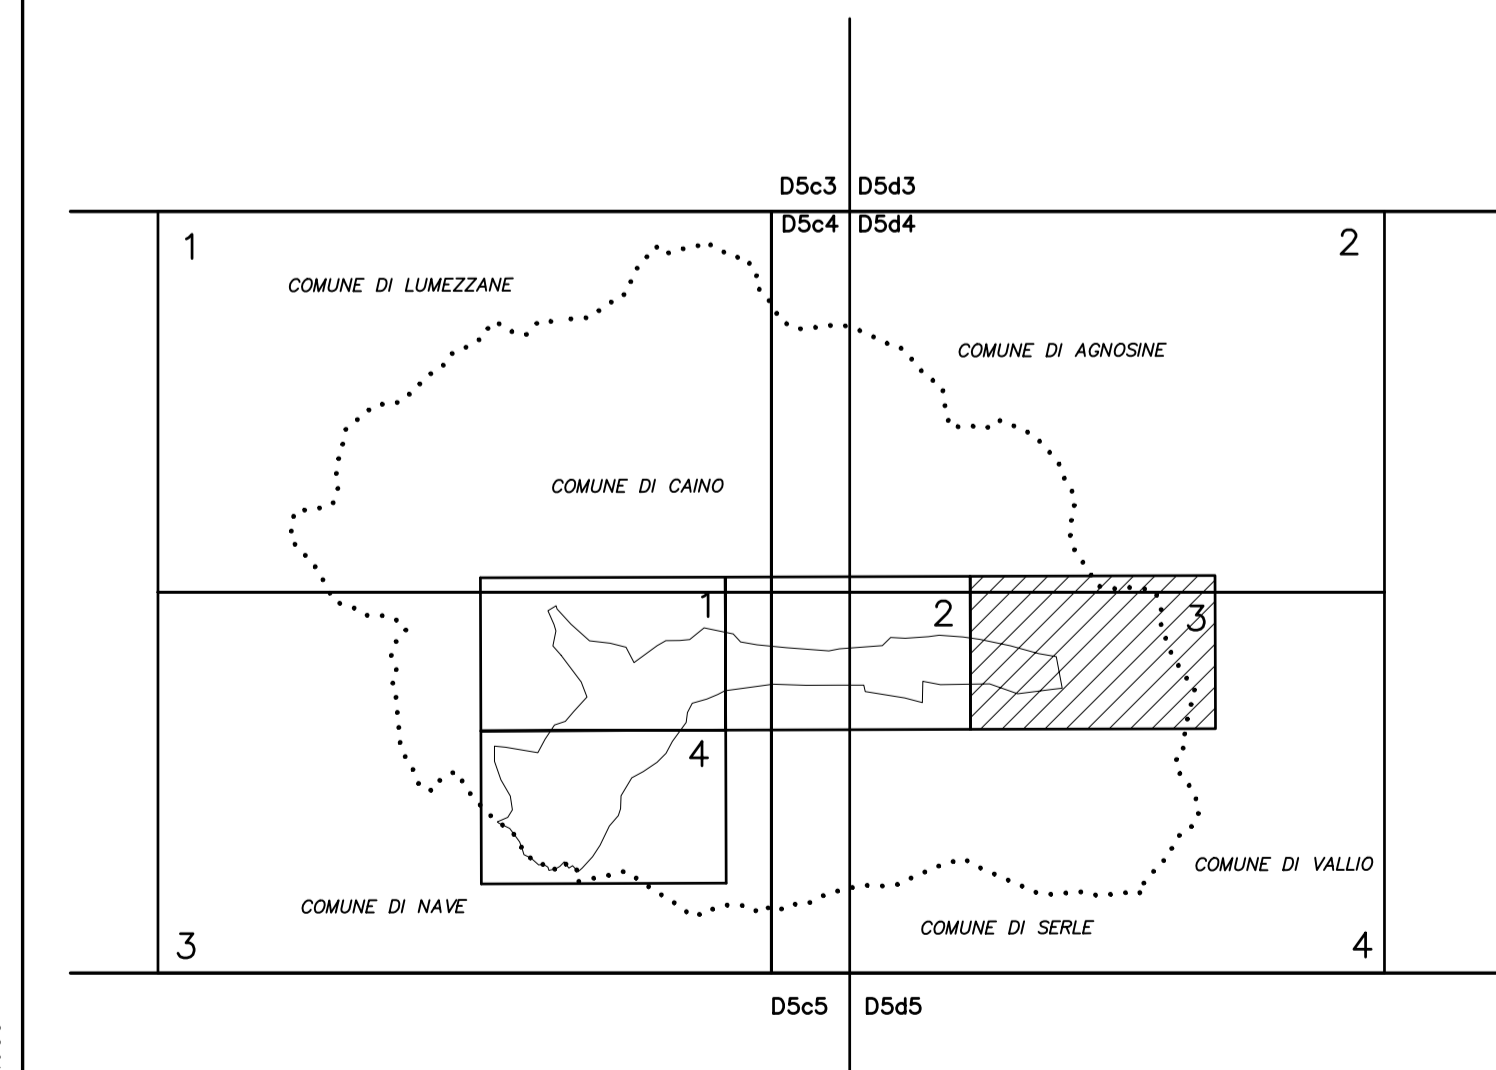 D5c3 D5d3
D5c4 D5d4
1
2
COMUNE DI LUMEZZANE
COMUNE DI AGNOSINE
COMUNE DI CAINO
1
2
3
4
COMUNE DI VALLIO
COMUNE DI NAVE
COMUNE DI SERLE
3
4
D5c5 D5d5